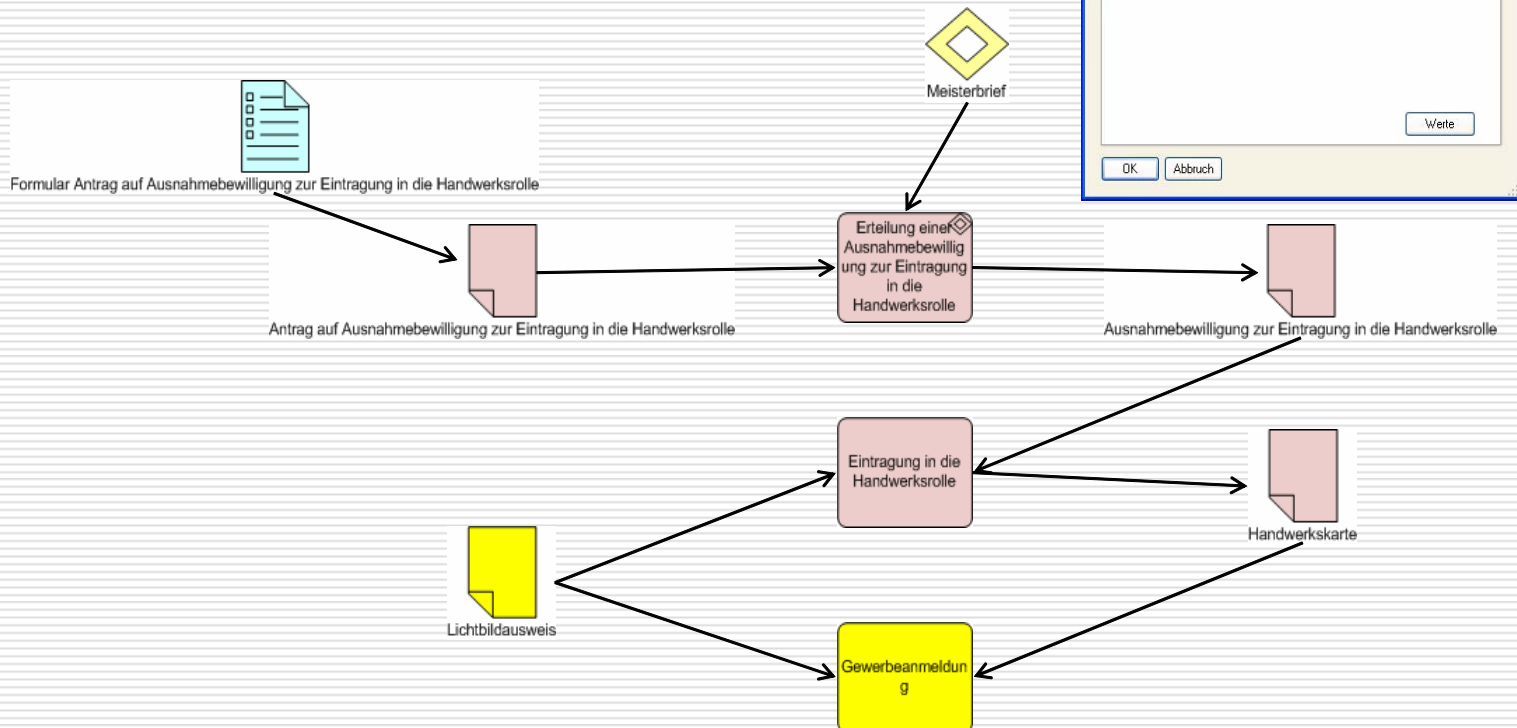 Meisterbrief
Werte
OK
Abbruch
Formular Antrag auf Ausnahmebewilligung zur Eintragung in die Handwerksrolle
Erteilung einer
Ausnahmebewillig
ung zur Eintragung
in die
Handwerksrolle
Antrag auf Ausnahmebewilligung zur Eintragung in die Handwerksrolle
Ausnahmebewilligung zur Eintragung in die Handwerksrolle
Eintragung in die
Handwerksrolle
Handwerkskarte
Lichtbildausweis
Gewerbeanmeldun
g